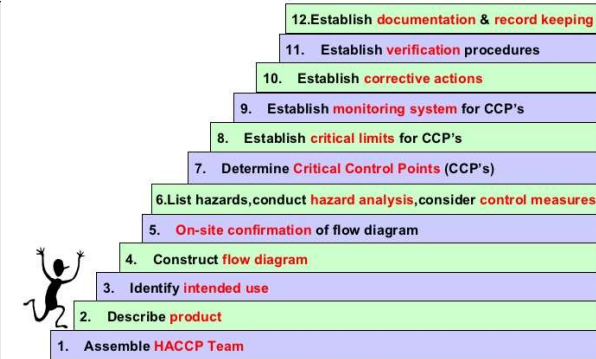 12.Establish documentation & record keeping
11. Establish verification procedures
10. Establish corrective actions
9. Establish monitoring system for CCP's
8. Establish critical limits for CCP's
7. Determine Critical Control Points (CCP's)
6.List hazards,conduct hazard analysis,consider control measures
5. On-site confirmation of flow diagram
4. Construct flow diagram
3. Identify intended use
2. Describe product
1. Assemble HACCP Team